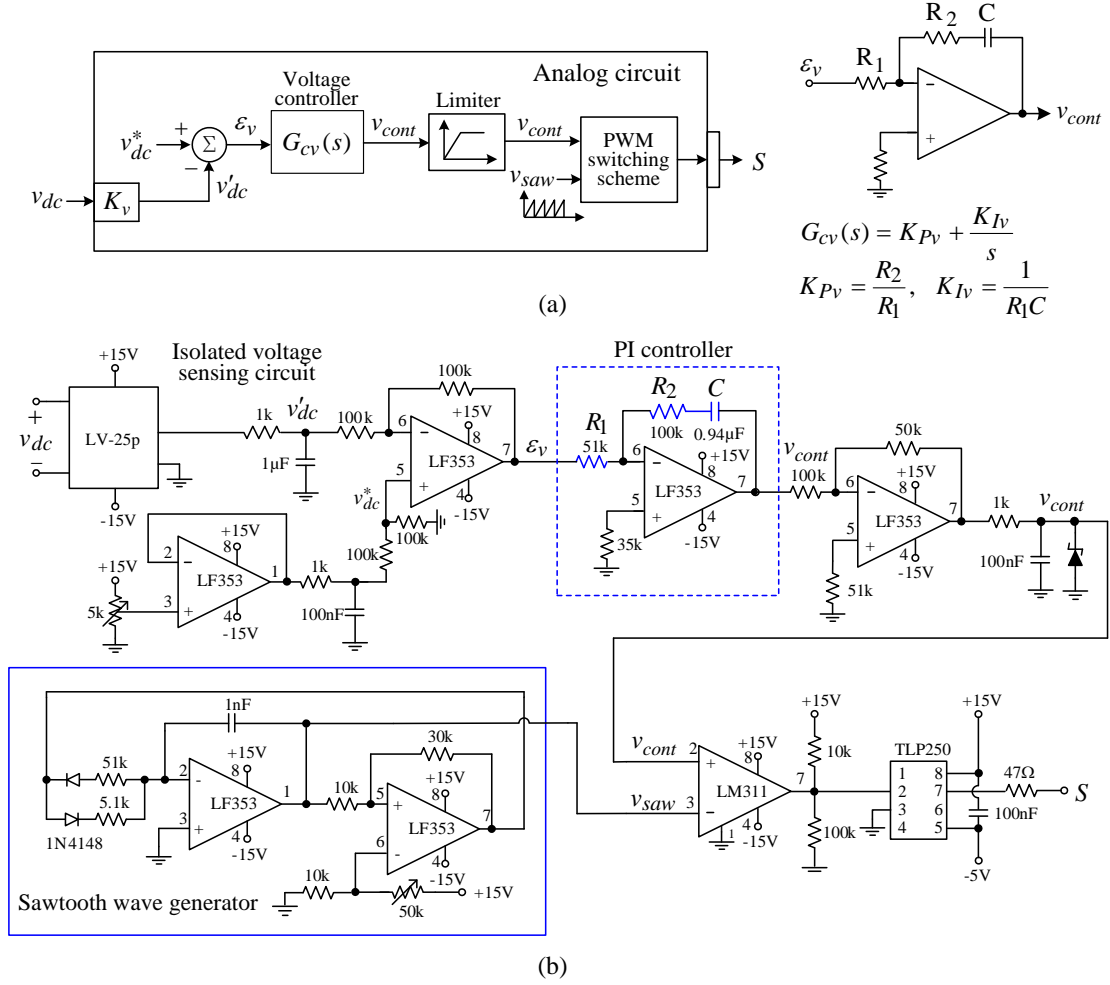 Analog circuit
Voltage controller
Limiter
v*dc
+
Σ
−
εv
Gcv(s)
vcont
vcont
PWM switching scheme
S
vsaw
vdc
Kv
v'dc
(a)
R2
C
εv
R1
−
+
vcont
Gcv(s) = KPv + KIv/s
KPv = R2/R1, KIv = 1/R1C
Isolated voltage sensing circuit
+15V
+
vdc
−
LV-25p
-15V
1k
v'dc
1μF
100k
100k
6
−
+15V
8
7
LF353
5
+
4
-15V
v*dc
100k
100k
εv
+15V
5k
2
−
+15V
8
LF353
1
3
+
4
-15V
1k
100nF
PI controller
R1
51k
R2
100k
C
0.94μF
6
−
+15V
8
7
LF353
5
+
4
-15V
35k
vcont
100k
50k
6
−
+15V
8
7
LF353
5
+
4
-15V
51k
1k
vcont
100nF
1nF
51k
5.1k
1N4148
2
-
+15V
8
1
LF353
3
+
4
-15V
10k
30k
5
+
+15V
8
7
LF353
6
-
4
-15V
10k
50k
+15V
Sawtooth wave generator
vcont
2
+
+15V
8
LM311
7
vsaw
3
−
1
4
-15V
+15V
10k
100k
TLP250
1
2
3
4
8
7
6
5
+15V
47Ω
S
100nF
-5V
(b)